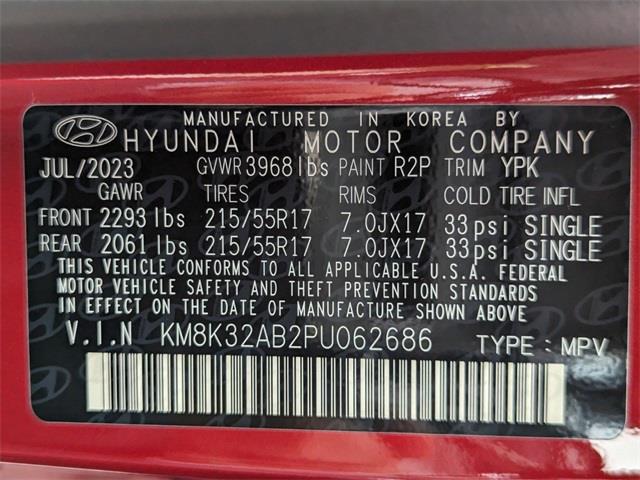 MANUFACTURED IN KOREA BY
HYUNDAI MOTOR COMPANY
JUL/2023 GVWR 3968 lbs PAINT R2P TRIM YPK
GAWR TIRES RIMS COLD TIRE INFL
FRONT 2293 lbs 215/55R17 7.0JX17 33 psi SINGLE
REAR 2061 lbs 215/55R17 7.0JX17 33 psi SINGLE
THIS VEHICLE CONFORMS TO ALL APPLICABLE U.S.A. FEDERAL
MOTOR VEHICLE SAFETY AND THEFT PREVENTION STANDARDS
IN EFFECT ON THE DATE OF MANUFACTURE SHOWN ABOVE
V.I.N KM8K32AB2PU062686 TYPE : MPV